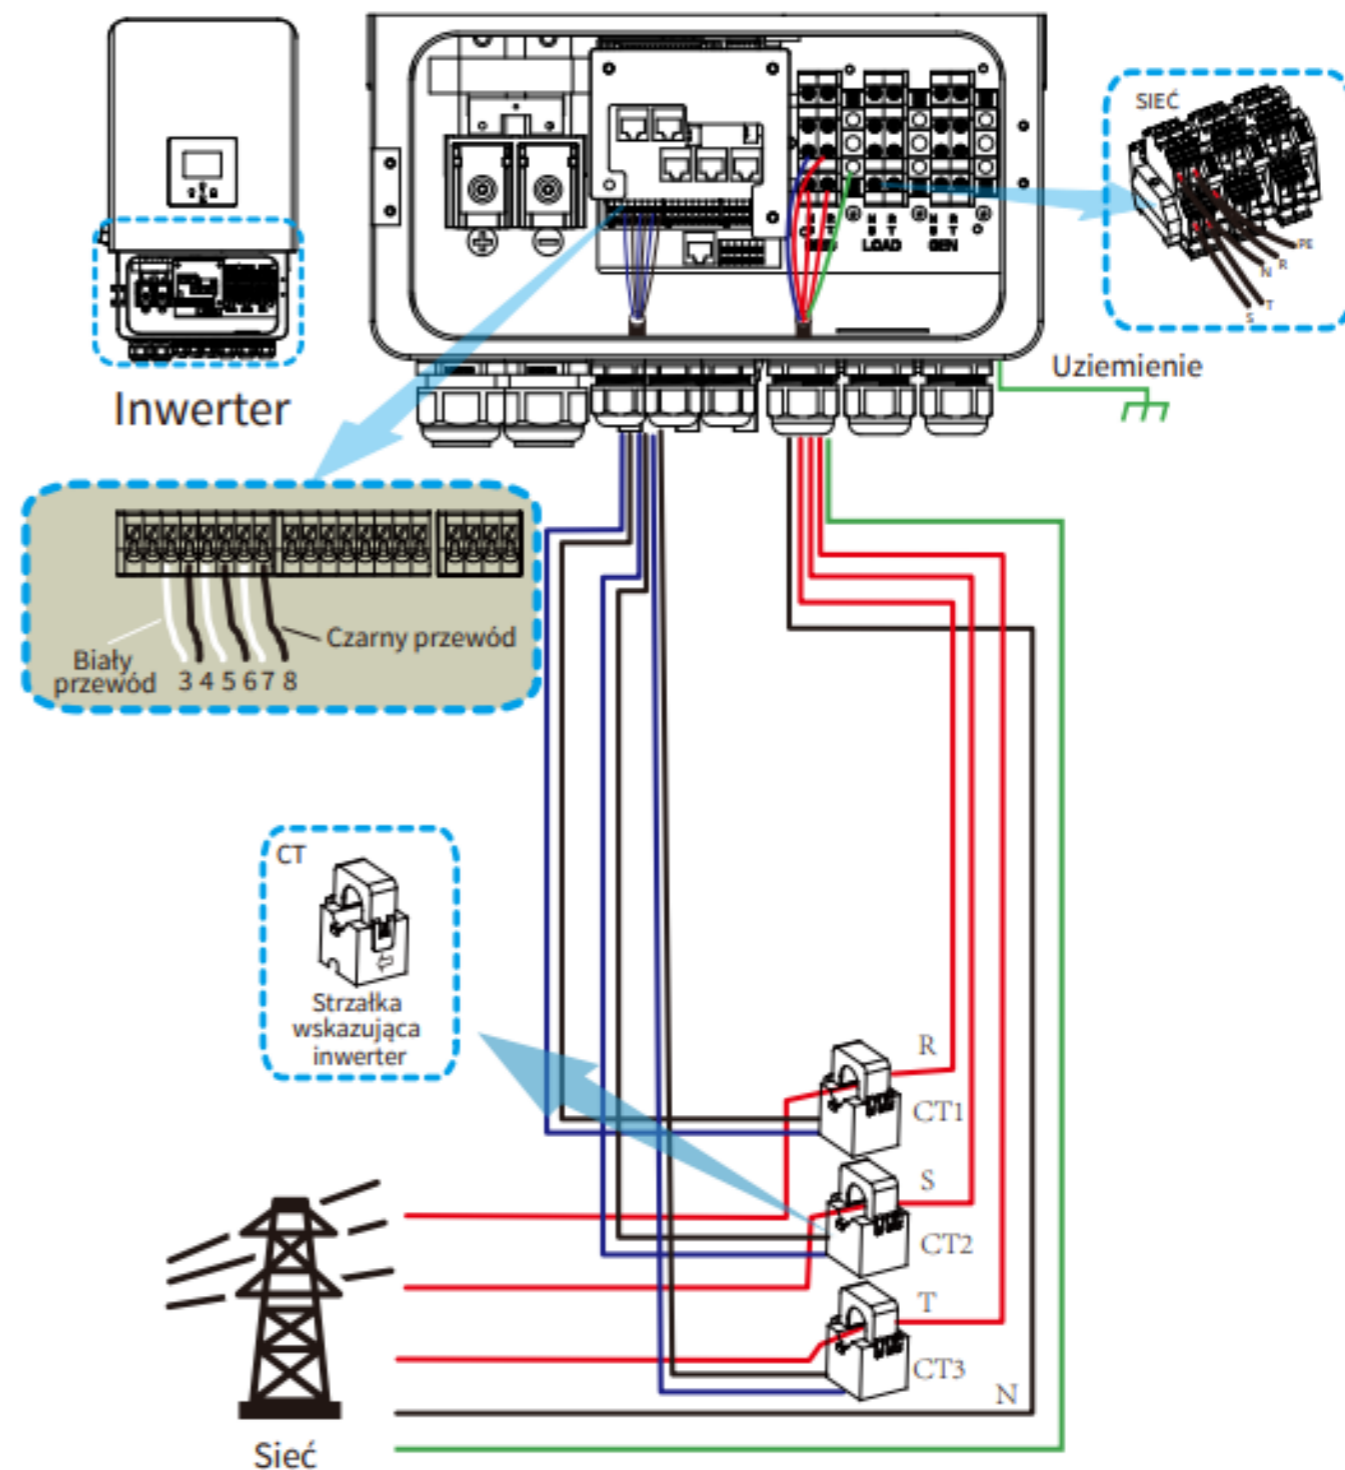 SIEĆ
PE
R
N
T
S
N R
S T
LOAD
N R
S T
GEN
Uziemienie
Inwerter
Czarny przewód
Biały
przewód
3 4 5 6 7 8
CT
Strzałka
wskazująca
inwerter
R
CT1
S
CT2
T
CT3
N
Sieć